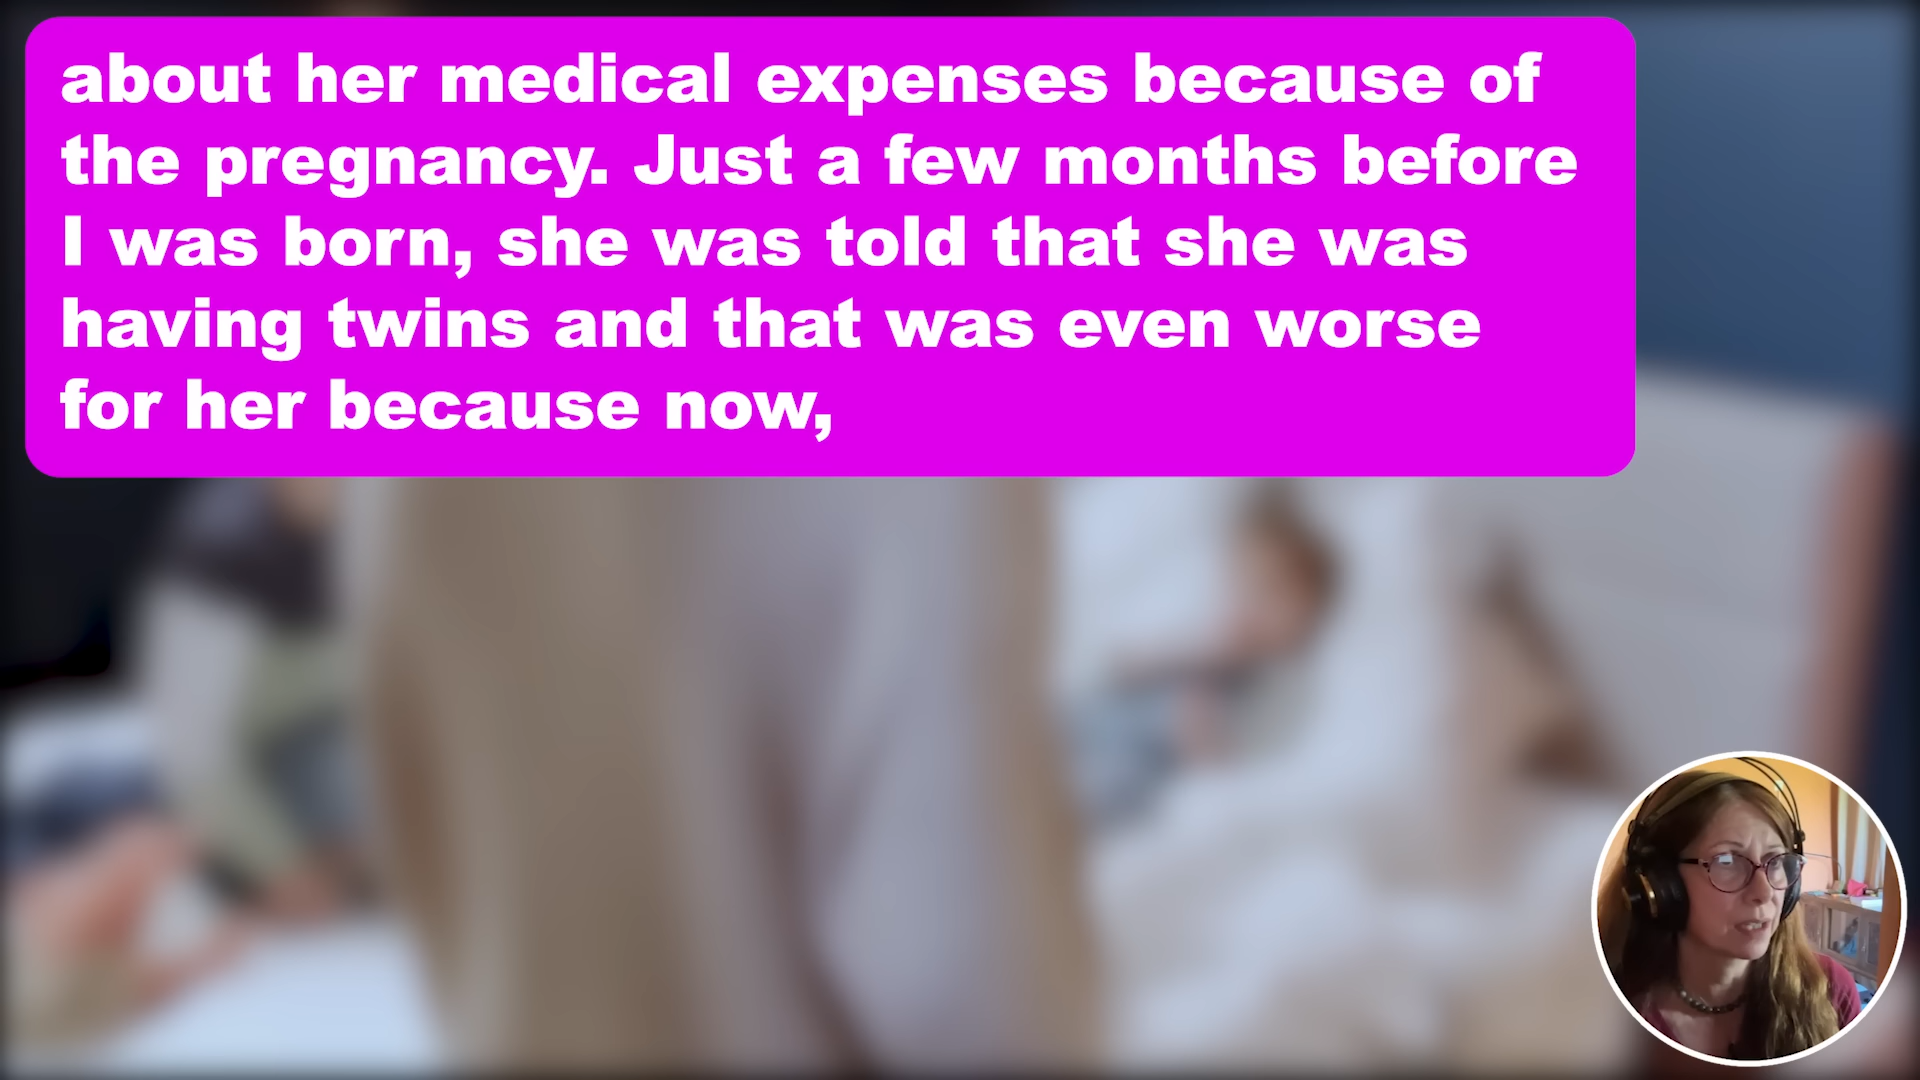 about her medical expenses because of
the pregnancy. Just a few months before
I was born, she was told that she was
having twins and that was even worse
for her because now,